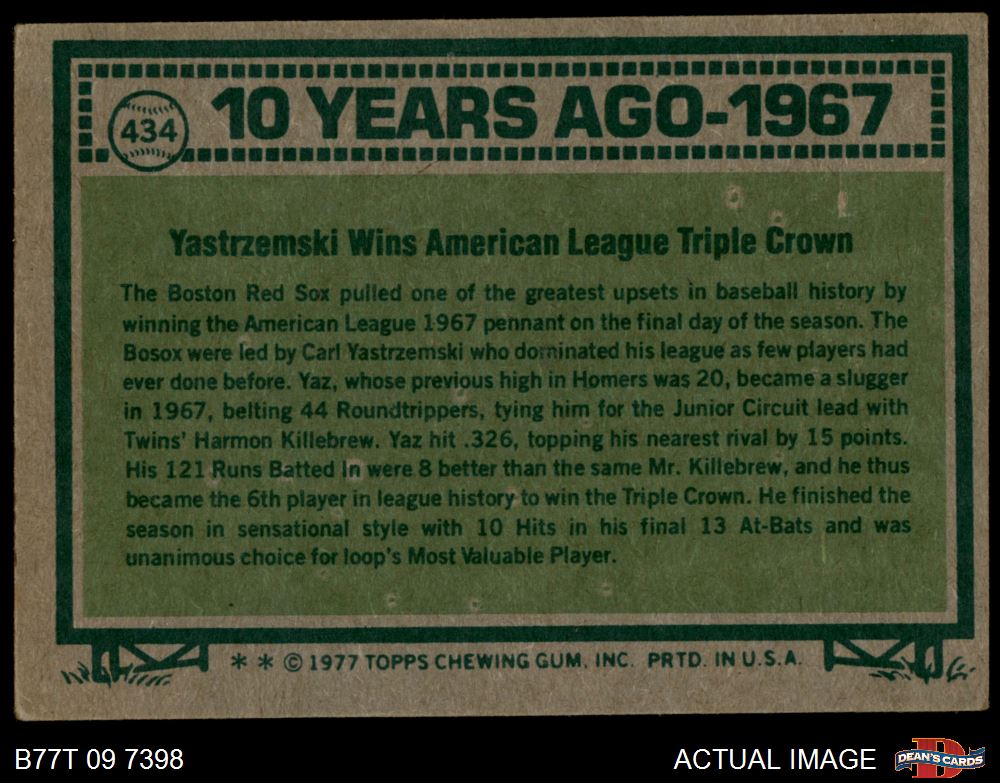 434
10 YEARS AGO-1967
Yastrzemski Wins American League Triple Crown
The Boston Red Sox pulled one of the greatest upsets in baseball history by
winning the American League 1967 pennant on the final day of the season. The
Bosox were led by Carl Yastrzemski who dominated his league as few players had
ever done before. Yaz, whose previous high in Homers was 20, became a slugger
in 1967, belting 44 Roundtrippers, tying him for the Junior Circuit lead with
Twins' Harmon Killebrew. Yaz hit .326, topping his nearest rival by 15 points.
His 121 Runs Batted In were 8 better than the same Mr. Killebrew, and he thus
became the 6th player in league history to win the Triple Crown. He finished the
season in sensational style with 10 Hits in his final 13 At-Bats and was
unanimous choice for loop's Most Valuable Player.
* * © 1977 TOPPS CHEWING GUM, INC. PRTD. IN U.S.A.
B77T 09 7398
ACTUAL IMAGE
DEAN'S CARDS